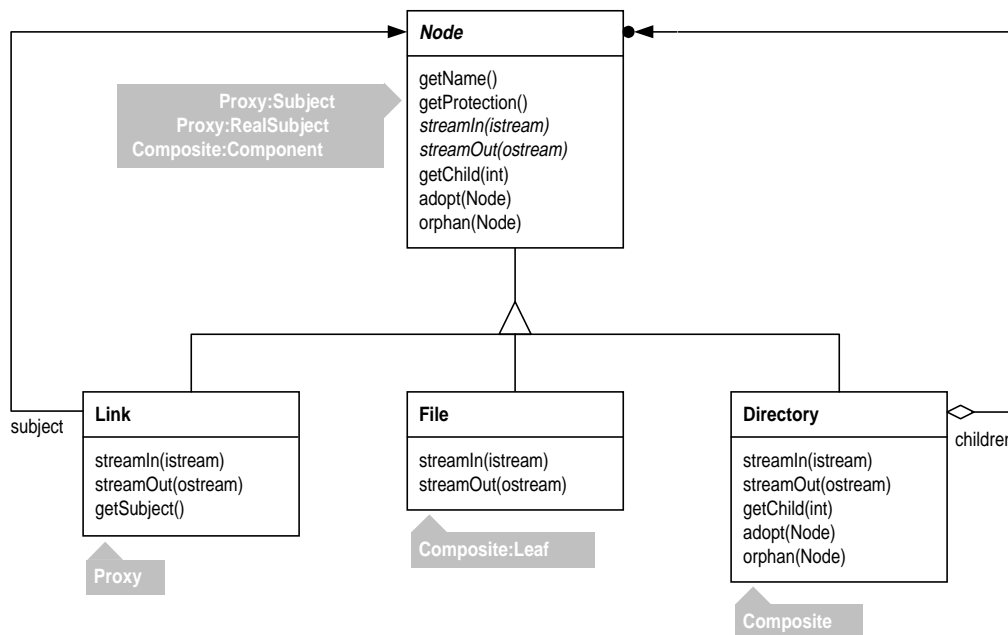 Node
getName()
getProtection()
streamIn(istream)
streamOut(ostream)
getChild(int)
adopt(Node)
orphan(Node)
Proxy:Subject
Proxy:RealSubject
Composite:Component
subject
Link
streamIn(istream)
streamOut(ostream)
getSubject()
Proxy
File
streamIn(istream)
streamOut(ostream)
Composite:Leaf
Directory
streamIn(istream)
streamOut(ostream)
getChild(int)
adopt(Node)
orphan(Node)
Composite
children